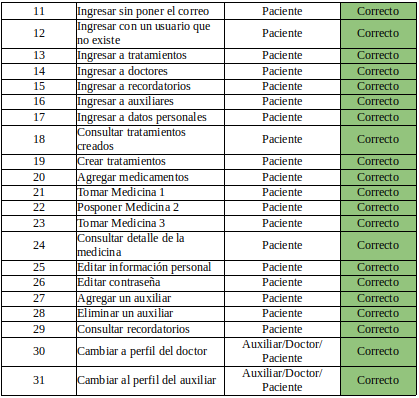 11 Ingresar sin poner el correo Paciente Correcto
12 Ingresar con un usuario que no existe Paciente Correcto
13 Ingresar a tratamientos Paciente Correcto
14 Ingresar a doctores Paciente Correcto
15 Ingresar a recordatorios Paciente Correcto
16 Ingresar a auxiliares Paciente Correcto
17 Ingresar a datos personales Paciente Correcto
18 Consultar tratamientos creados Paciente Correcto
19 Crear tratamientos Paciente Correcto
20 Agregar medicamentos Paciente Correcto
21 Tomar Medicina 1 Paciente Correcto
22 Posponer Medicina 2 Paciente Correcto
23 Tomar Medicina 3 Paciente Correcto
24 Consultar detalle de la medicina Paciente Correcto
25 Editar información personal Paciente Correcto
26 Editar contraseña Paciente Correcto
27 Agregar un auxiliar Paciente Correcto
28 Eliminar un auxiliar Paciente Correcto
29 Consultar recordatorios Paciente Correcto
30 Cambiar a perfil del doctor Auxiliar/Doctor/ Paciente Correcto
31 Cambiar al perfil del auxiliar Auxiliar/Doctor/ Paciente Correcto